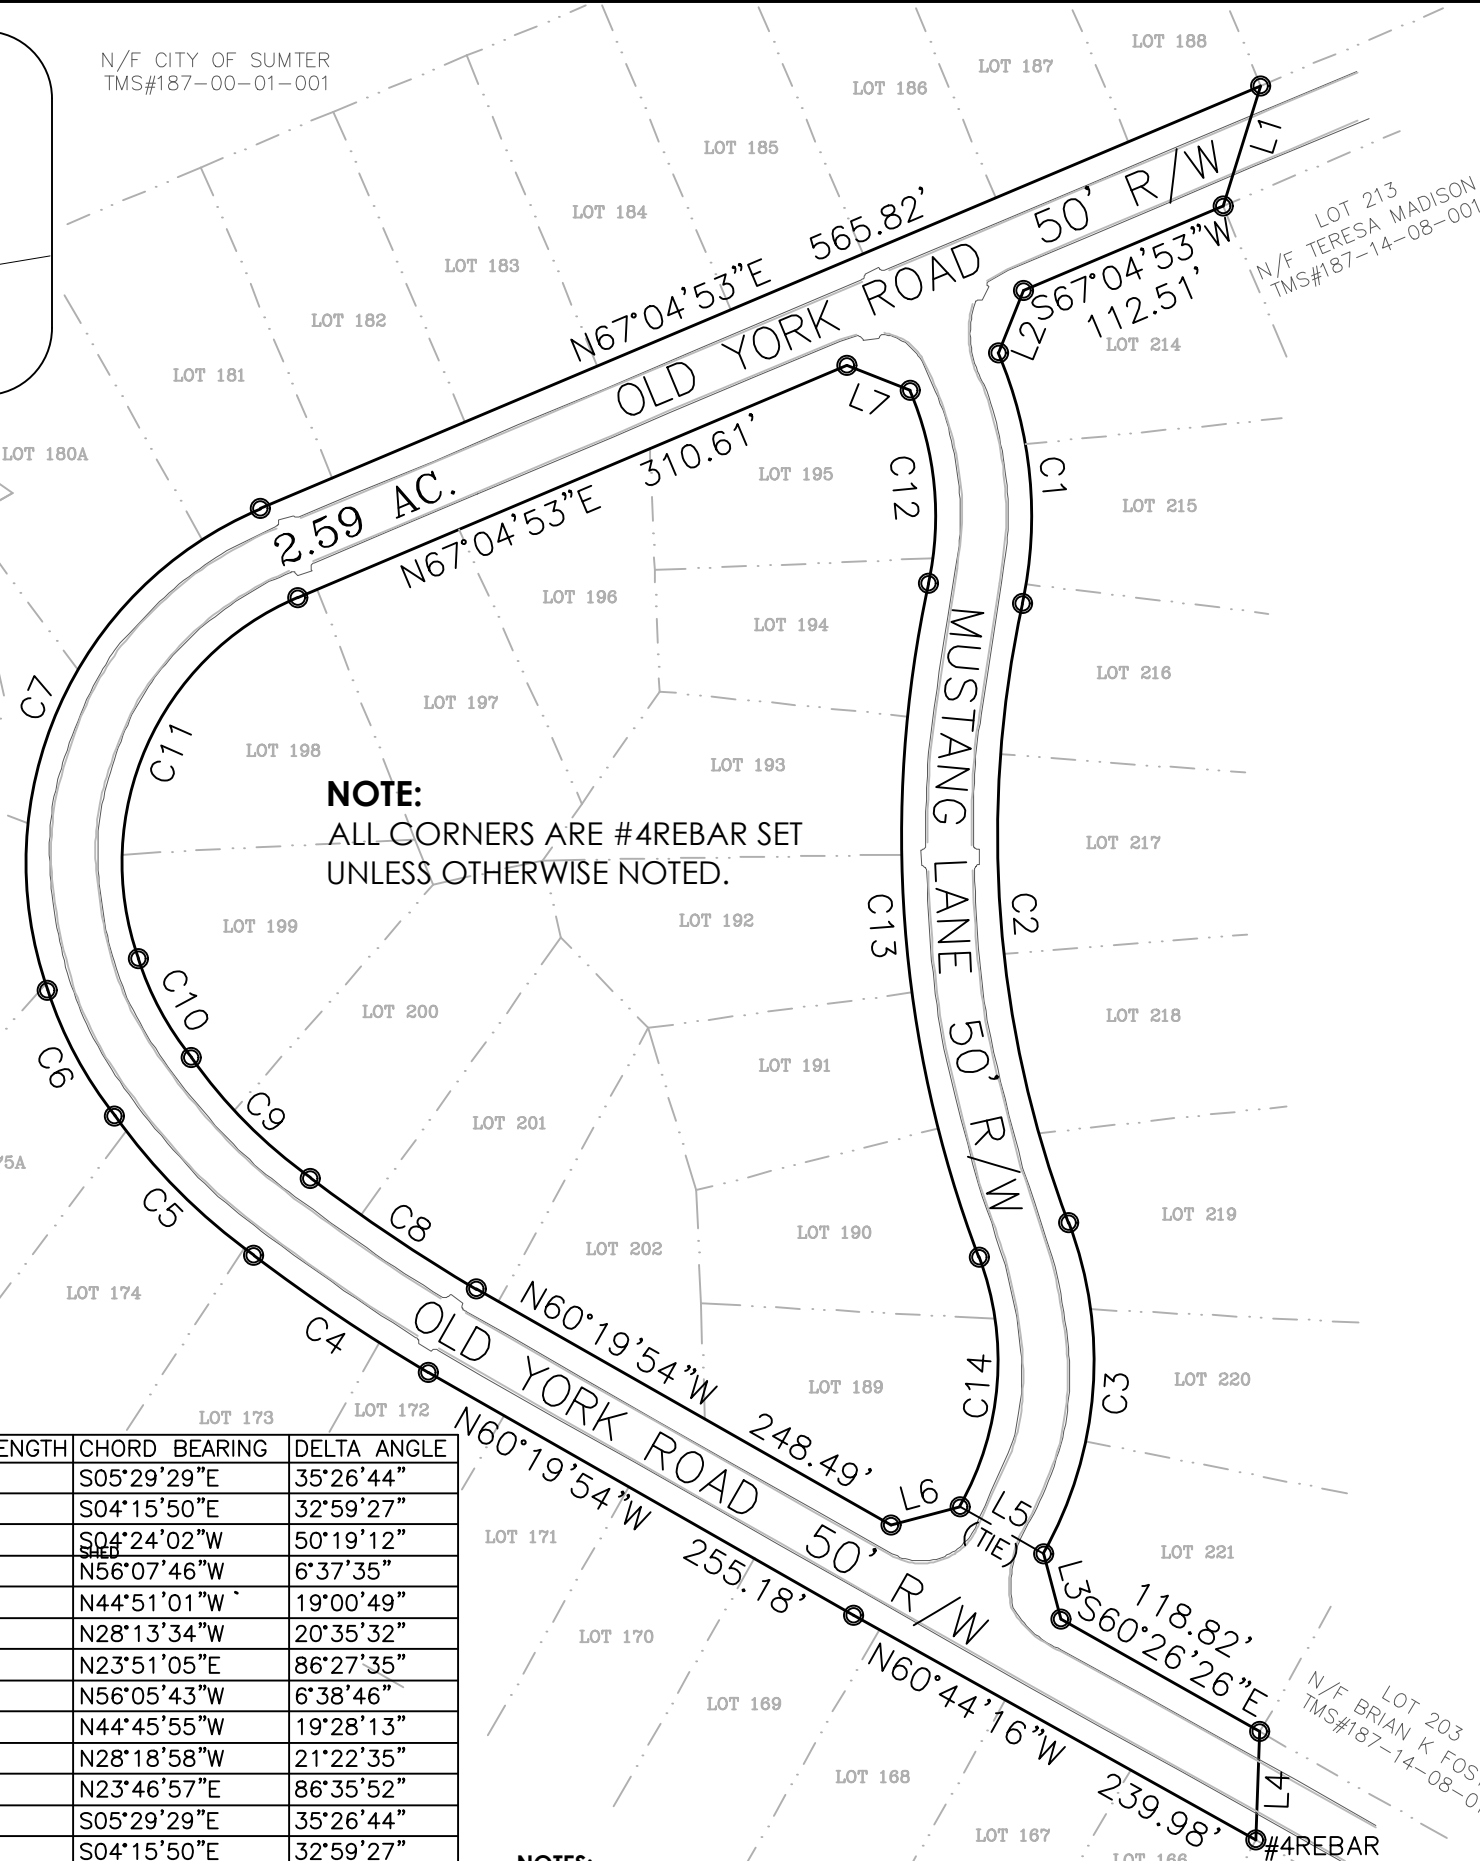 N/F CITY OF SUMTER
TMS#187-00-01-001
LOT 188
LOT 187
LOT 186
LOT 185
LOT 184
LOT 183
LOT 182
LOT 181
LOT 180A
L1
LOT 213
N/F TERESA MADISON
TMS#187-14-08-001
N67°04'53"E 565.82'
OLD YORK ROAD 50' R/W
S67°04'53"W
112.51'
L2
LOT 214
L7
N67°04'53"E 310.61'
2.59 AC.
LOT 195
C12
C1
LOT 215
LOT 196
LOT 194
LOT 216
C7
C11
LOT 197
LOT 198
LOT 193
MUSTANG LANE 50' R/W
NOTE:
ALL CORNERS ARE #4REBAR SET
UNLESS OTHERWISE NOTED.
LOT 217
LOT 199
LOT 192
C13
C2
C10
LOT 200
LOT 218
C6
LOT 191
C9
LOT 201
5A
C5
C8
LOT 202
LOT 190
LOT 219
LOT 174
C4
N60°19'54"W 248.49'
OLD YORK ROAD 50' R/W
LOT 189
C14
C3
LOT 220
LOT 173
LOT 172
N60°19'54"W 255.18'
L6
L5
(TIE)
LOT 171
LOT 221
L3
118.82'
S60°26'26"E
LOT 170
N60°44'16"W 239.98'
LOT 169
LOT 203
N/F BRIAN K FOS
TMS#187-14-08-0
LOT 168
L4
LOT 167
#4REBAR
LOT 166
ENGTH CHORD BEARING DELTA ANGLE
S05°29'29"E 35°26'44"
S04°15'50"E 32°59'27"
S04°24'02"W 50°19'12"
SHED
N56°07'46"W 6°37'35"
N44°51'01"W 19°00'49"
N28°13'34"W 20°35'32"
N23°51'05"E 86°27'35"
N56°05'43"W 6°38'46"
N44°45'55"W 19°28'13"
N28°18'58"W 21°22'35"
N23°46'57"E 86°35'52"
S05°29'29"E 35°26'44"
S04°15'50"E 32°59'27"
NOTES: